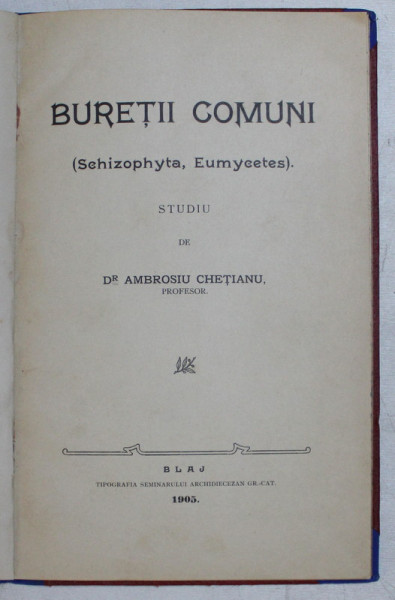 BUREȚII COMUNI
(Schizophyta, Eumycetes).
STUDIU
DE
DR AMBROSIU CHEȚIANU,
PROFESOR.
BLAJ
TIPOGRAFIA SEMINARULUI ARCHIDIECEZAN GR.-CAT.
1905.